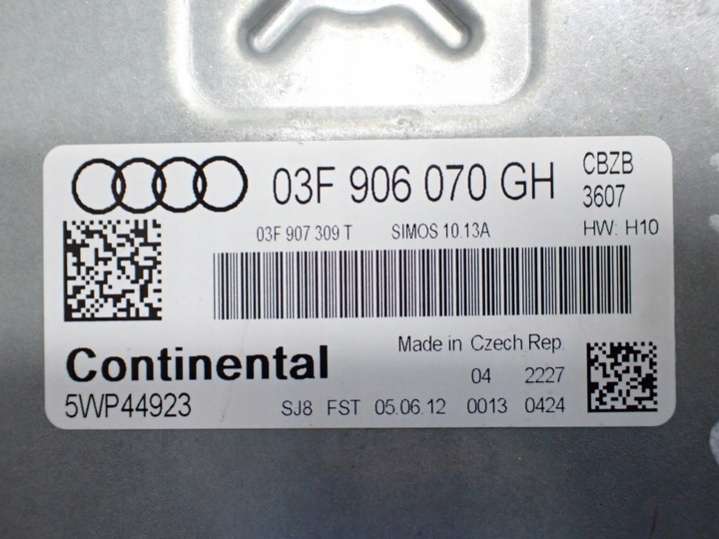 03F 906 070 GH CBZB
3607
03F 907 309 T SIMOS 10.13A HW: H10
Continental Made in Czech Rep
04 2227
5WP44923 SJ8 FST 05.06.12 0013 0424